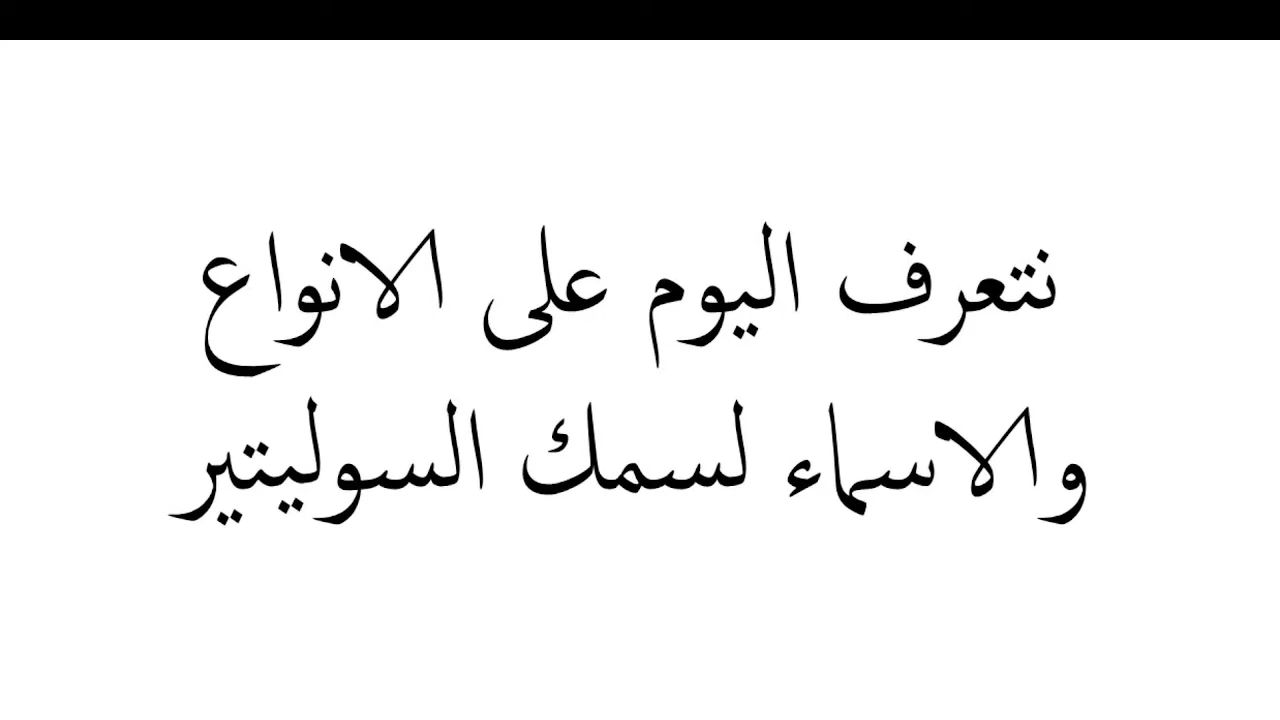 نتعرف اليوم على الانواع
والاسماء لسمك السوليتير